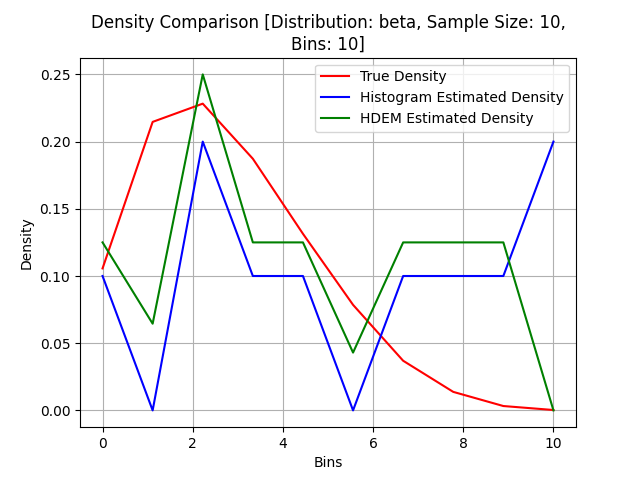 Density Comparison [Distribution: beta, Sample Size: 10,
Bins: 10]
True Density
Histogram Estimated Density
HDEM Estimated Density
Density
0.25
0.20
0.15
0.10
0.05
0.00
0 2 4 6 8 10
Bins